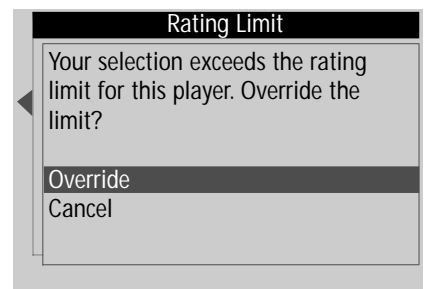 Rating Limit
Your selection exceeds the rating
limit for this player. Override the
limit?
Override
Cancel